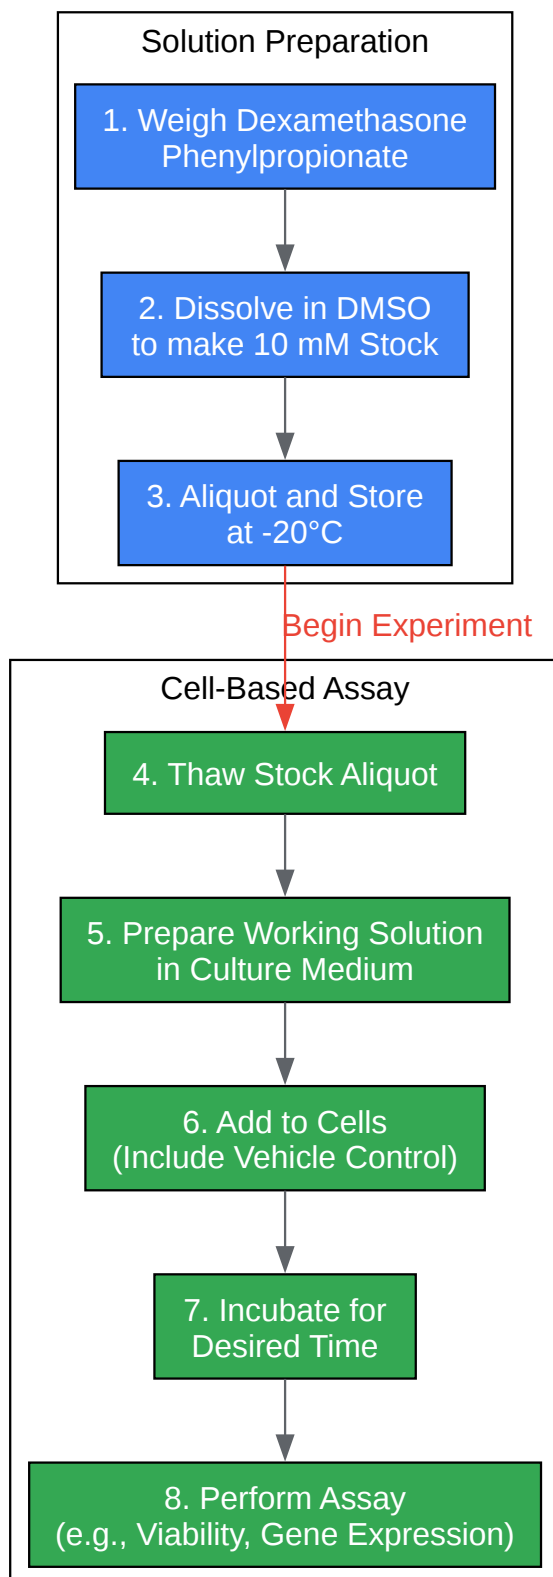 Solution Preparation
1. Weigh Dexamethasone
Phenylpropionate
2. Dissolve in DMSO
to make 10 mM Stock
3. Aliquot and Store
at -20°C
Begin Experiment
Cell-Based Assay
4. Thaw Stock Aliquot
5. Prepare Working Solution
in Culture Medium
6. Add to Cells
(Include Vehicle Control)
7. Incubate for
Desired Time
8. Perform Assay
(e.g., Viability, Gene Expression)